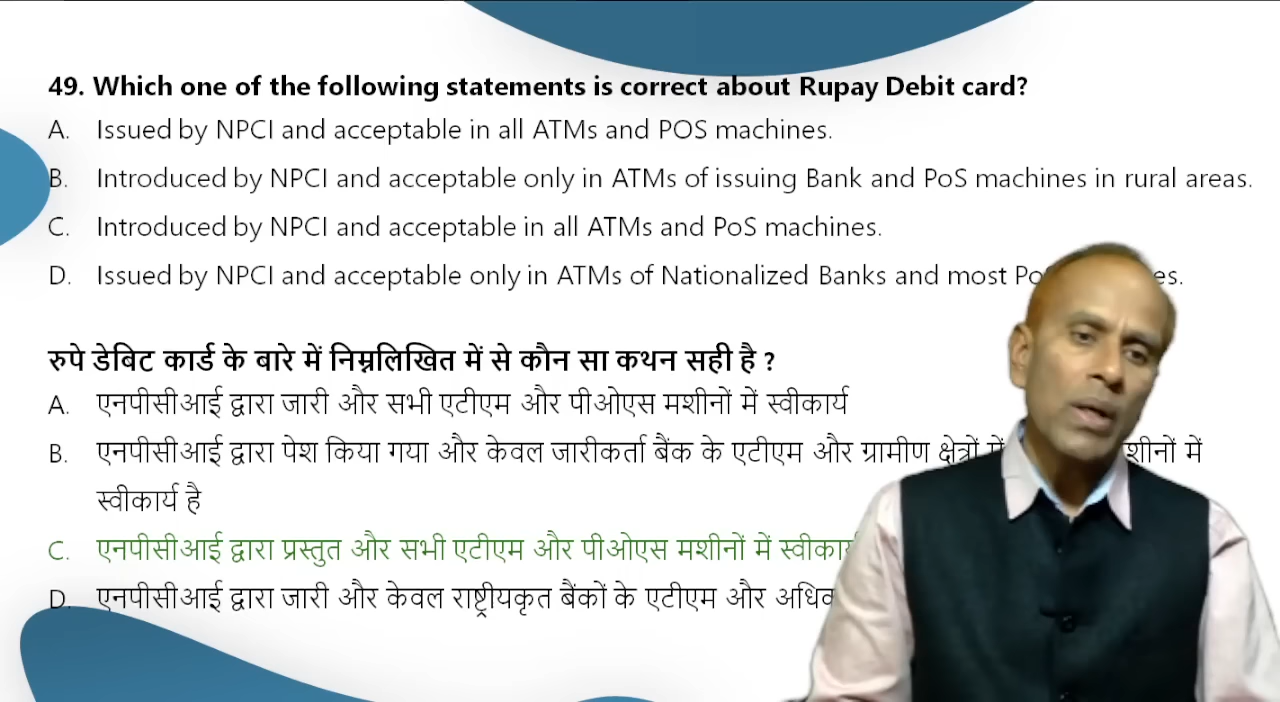 49. Which one of the following statements is correct about Rupay Debit card?
A. Issued by NPCI and acceptable in all ATMs and POS machines.
B. Introduced by NPCI and acceptable only in ATMs of issuing Bank and PoS machines in rural areas.
C. Introduced by NPCI and acceptable in all ATMs and PoS machines.
D. Issued by NPCI and acceptable only in ATMs of Nationalized Banks and most
रुपे डेबिट कार्ड के बारे में निम्नलिखित में से कौन सा कथन सही है ?
A. एनपीसीआई द्वारा जारी और सभी एटीएम और पीओएस मशीनों में स्वीकार्य
B. एनपीसीआई द्वारा पेश किया गया और केवल जारीकर्ता बैंक के एटीएम और ग्रामीण क्षेत्रों में
स्वीकार्य है
C. एनपीसीआई द्वारा प्रस्तुत और सभी एटीएम और पीओएस मशीनों में
D. एनपीसीआई द्वारा जारी और केवल राष्ट्रीयकृत बैंकों के एटीएम और